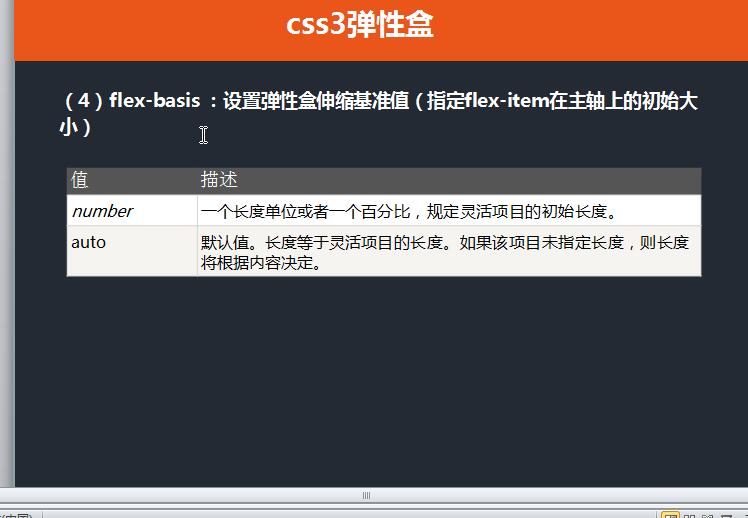 css3弹性盒
（4）flex-basis ：设置弹性盒伸缩基准值（指定flex-item在主轴上的初始大
小）
值 描述
number 一个长度单位或者一个百分比，规定灵活项目的初始长度。
auto 默认值。长度等于灵活项目的长度。如果该项目未指定长度，则长度
将根据内容决定。